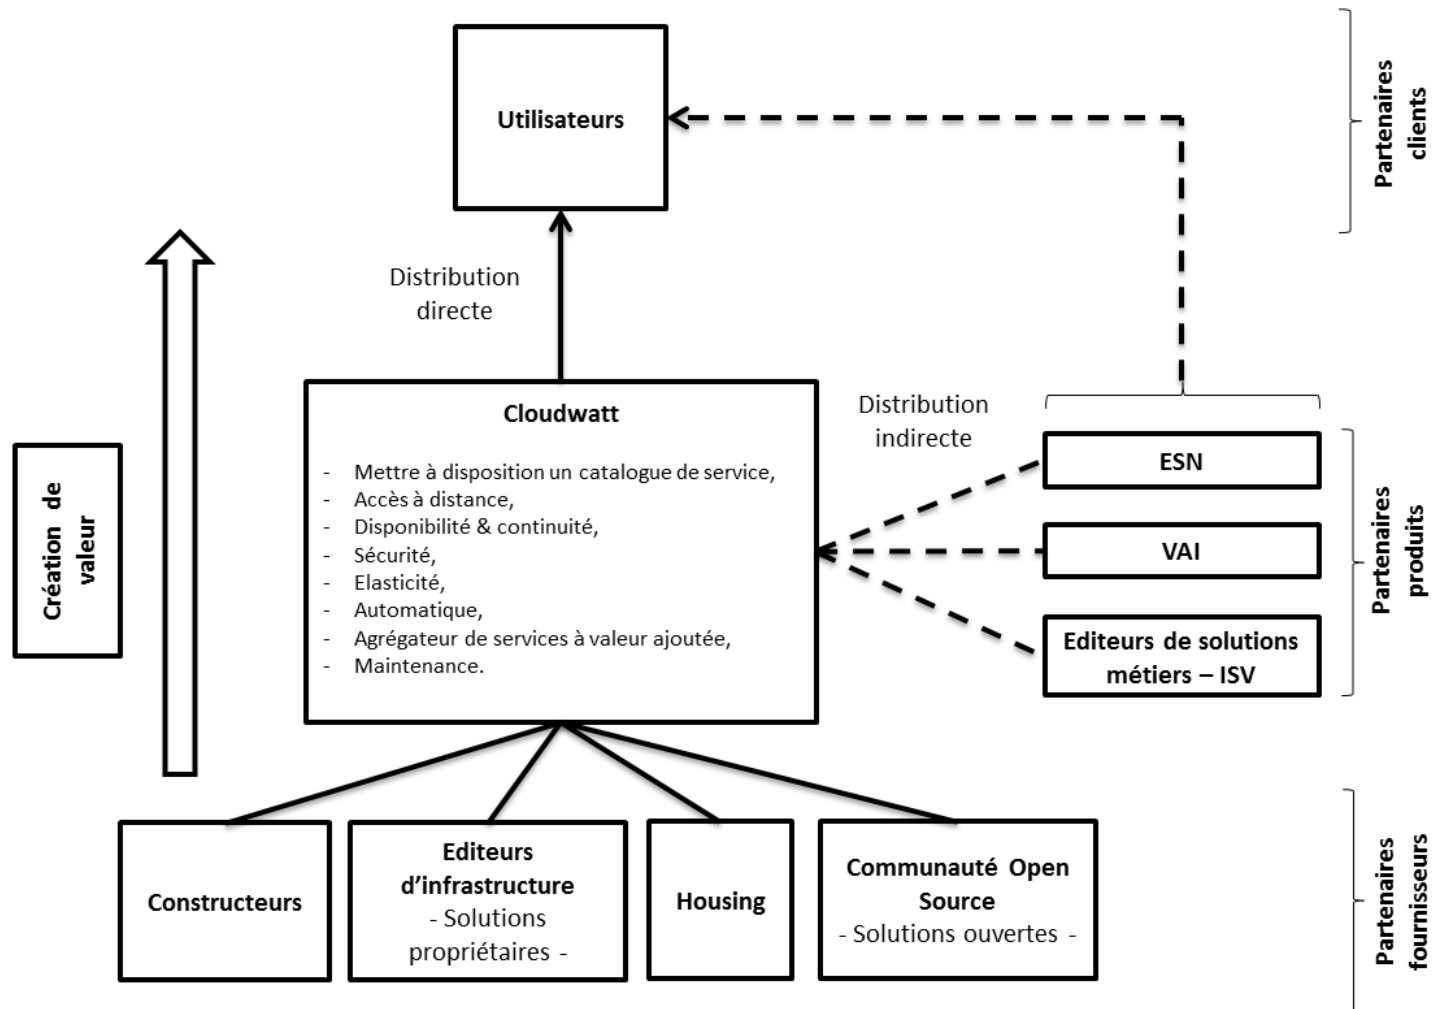 Utilisateurs
Partenaires
clients
Distribution
directe
Cloudwatt
- Mettre à disposition un catalogue de service,
- Accès à distance,
- Disponibilité & continuité,
- Sécurité,
- Elasticité,
- Automatique,
- Agrégateur de services à valeur ajoutée,
- Maintenance.
Distribution
indirecte
ESN
VAI
Editeurs de solutions
métiers – ISV
Partenaires
produits
Création de
valeur
Constructeurs
Editeurs
d’infrastructure
- Solutions
propriétaires -
Housing
Communauté Open
Source
- Solutions ouvertes -
Partenaires
fournisseurs